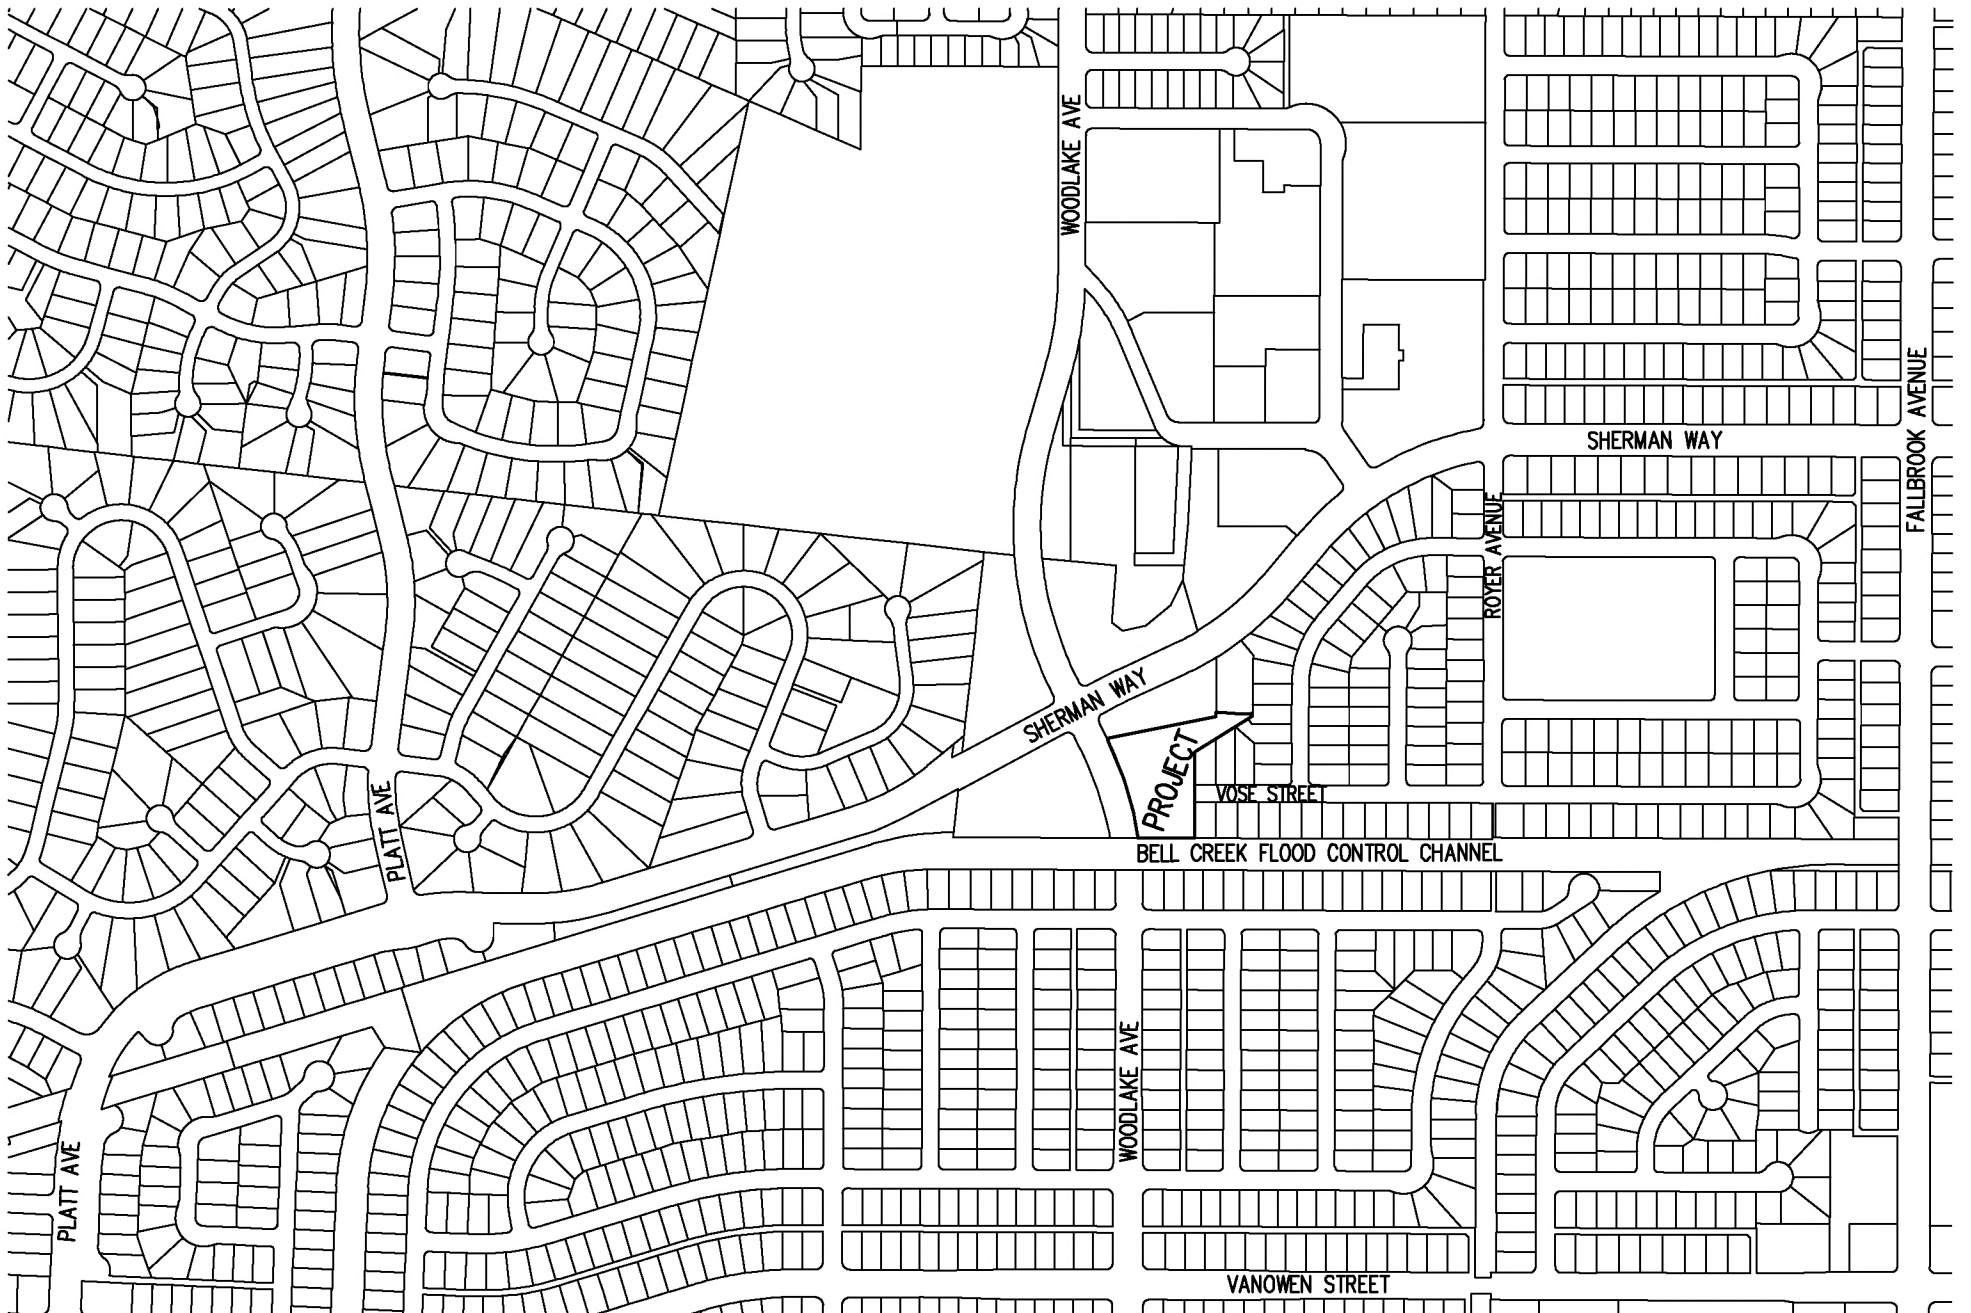 WOODLAKE AVE
FALLBROOK AVENUE
SHERMAN WAY
ROYER AVENUE
SHERMAN WAY
PROJECT
VOSE STREET
PLATT AVE
BELL CREEK FLOOD CONTROL CHANNEL
WOODLAKE AVE
PLATT AVE
VANOWEN STREET